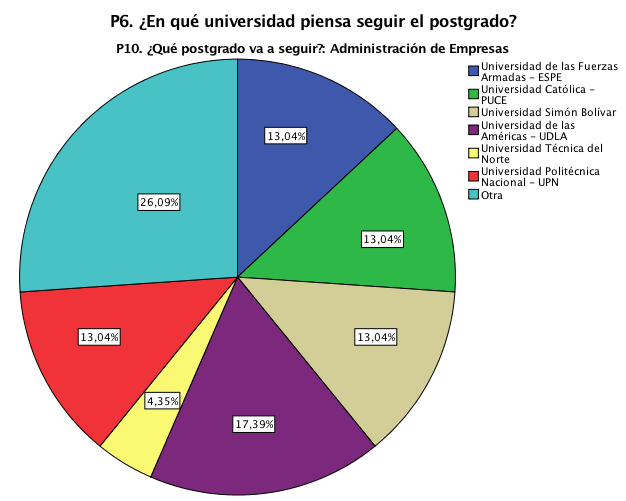 P6. ¿En qué universidad piensa seguir el postgrado?
P10. ¿Qué postgrado va a seguir?: Administración de Empresas
Universidad de las Fuerzas
Armadas - ESPE
Universidad Católica -
PUCE
Universidad Simón Bolívar
Universidad de las
Américas - UDLA
Universidad Técnica del
Norte
Universidad Politécnica
Nacional - UPN
Otra
13,04%
26,09%
13,04%
13,04%
13,04%
4,35%
17,39%